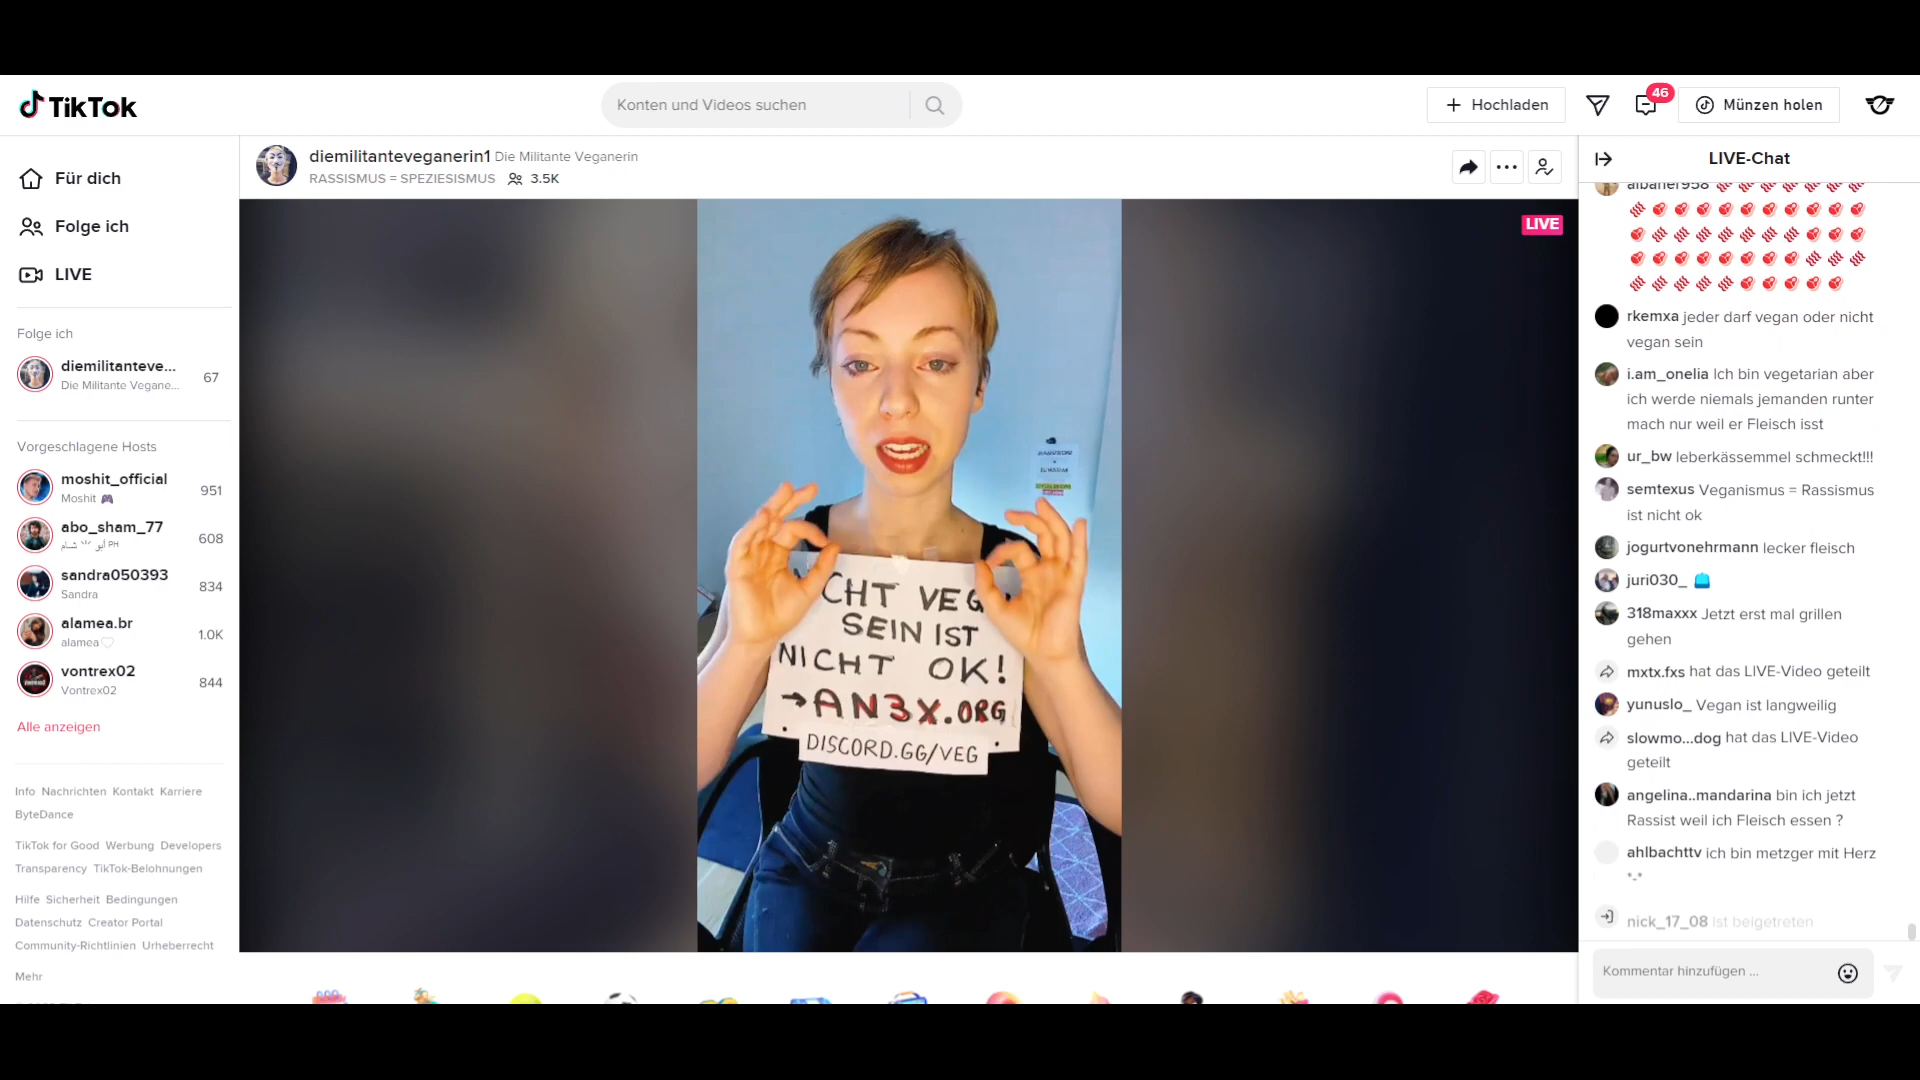 TikTok
Konten und Videos suchen
Hochladen
46
Münzen holen
Für dich
Folge ich
LIVE
Folge ich
diemilitanteve...
Die Militante Vegane...
67
Vorgeschlagene Hosts
moshit_official
Moshit
951
abo_sham_77
608
sandra050393
Sandra
834
alamea.br
alamea
1.0K
vontrex02
Vontrex02
844
Alle anzeigen
Info Nachrichten Kontakt Karriere
ByteDance
TikTok for Good Werbung Developers
Transparency TikTok-Belohnungen
Hilfe Sicherheit Bedingungen
Datenschutz Creator Portal
Community-Richtlinien Urheberrecht
Mehr
diemilitanteveganerin1 Die Militante Veganerin
RASSISMUS = SPEZIESISMUS 3.5K
LIVE
CHT VEG
SEIN IST
NICHT OK!
→AN3X.ORG
DISCORD.GG/VEG
LIVE-Chat
albaner958
rkemxa jeder darf vegan oder nicht
vegan sein
i.am_onelia Ich bin vegetarian aber
ich werde niemals jemanden runter
mach nur weil er Fleisch isst
ur_bw leberkässemmel schmeckt!!!
semtexus Veganismus = Rassismus
ist nicht ok
jogurtvonehrmann lecker fleisch
juri030_
318maxxx Jetzt erst mal grillen
gehen
mxtx.fxs hat das LIVE-Video geteilt
yunuslo_ Vegan ist langweilig
slowmo...dog hat das LIVE-Video
geteilt
angelina..mandarina bin ich jetzt
Rassist weil ich Fleisch essen ?
ahlbachttv ich bin metzger mit Herz
*-*
nick_17_08 ist beigetreten
Kommentar hinzufügen ...